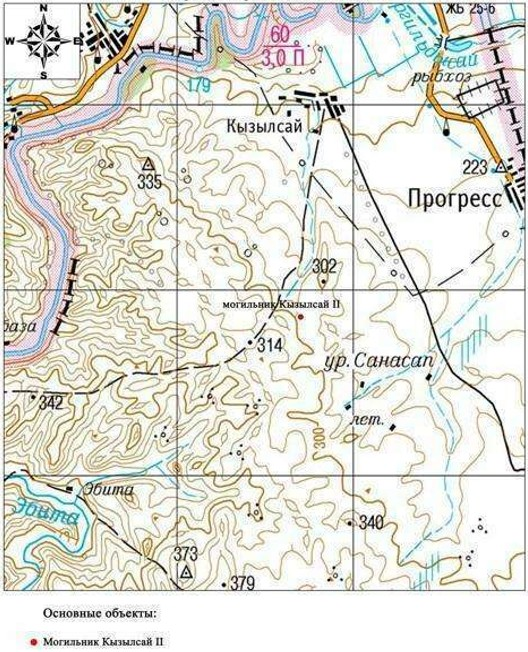 N
W
E
S
ЖБ 25-6
60
3,0 П
179
рыбхоз
Кызылсай
223
335
Прогресс
302
могильник Кызылсай II
база
314
ур. Санасап
342
лет.
300
Эбита
Эбита
340
373
379
Основные объекты:
Могильник Кызылсай II